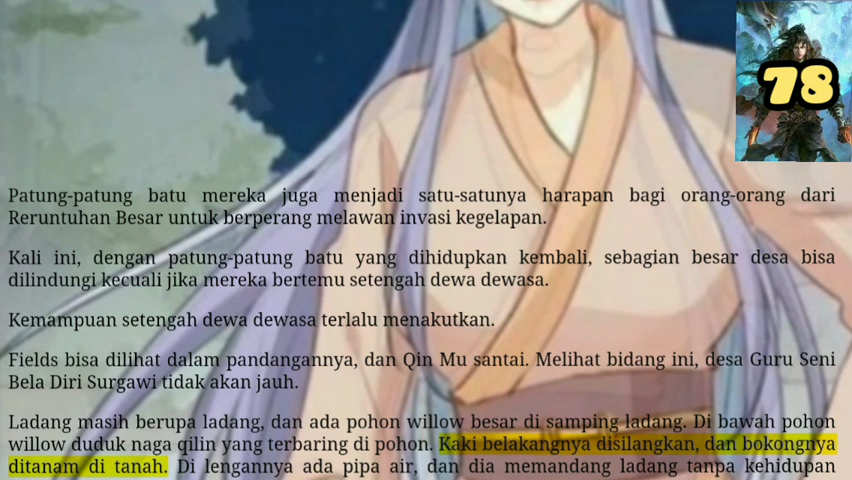 78
Patung-patung batu mereka juga menjadi satu-satunya harapan bagi orang-orang dari
Reruntuhan Besar untuk berperang melawan invasi kegelapan.
Kali ini, dengan patung-patung batu yang dihidupkan kembali, sebagian besar desa bisa
dilindungi kecuali jika mereka bertemu setengah dewa dewasa.
Kemampuan setengah dewa dewasa terlalu menakutkan.
Fields bisa dilihat dalam pandangannya, dan Qin Mu santai. Melihat bidang ini, desa Guru Seni
Bela Diri Surgawi tidak akan jauh.
Ladang masih berupa ladang, dan ada pohon willow besar di samping ladang. Di bawah pohon
willow duduk naga qilin yang terbaring di pohon. Kaki belakangnya disilangkan, dan bokongnya
ditanam di tanah. Di lengannya ada pipa air, dan dia memandang ladang tanpa kehidupan